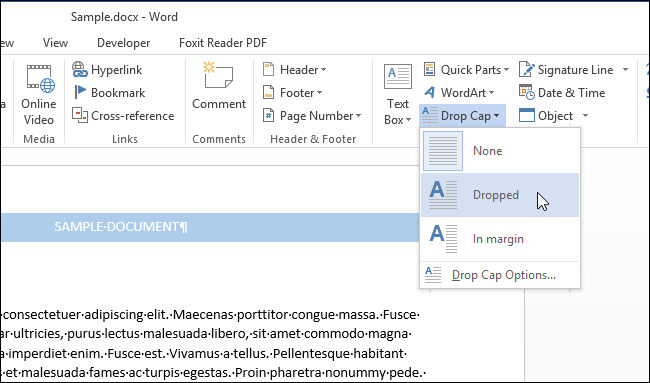 Sample.docx - Word
View Developer Foxit Reader PDF
Hyperlink Header Quick Parts Signature Line
Bookmark Footer WordArt Date & Time
Online Video Cross-reference Comment Page Number Text Box Drop Cap Object
Media Links Comments Header & Footer
None
Dropped
In margin
Drop Cap Options...
SAMPLE·DOCUMENT¶
consectetuer·adipiscing·elit.·Maecenas·porttitor·congue·massa.·Fusce·
ultricies,·purus·lectus·malesuada·libero,·sit·amet·commodo·magna·
imperdiet·enim.·Fusce·est.·Vivamus·a·tellus.·Pellentesque·habitant·
et·malesuada·fames·ac·turpis·egestas.·Proin·pharetra·nonummy·pede.·